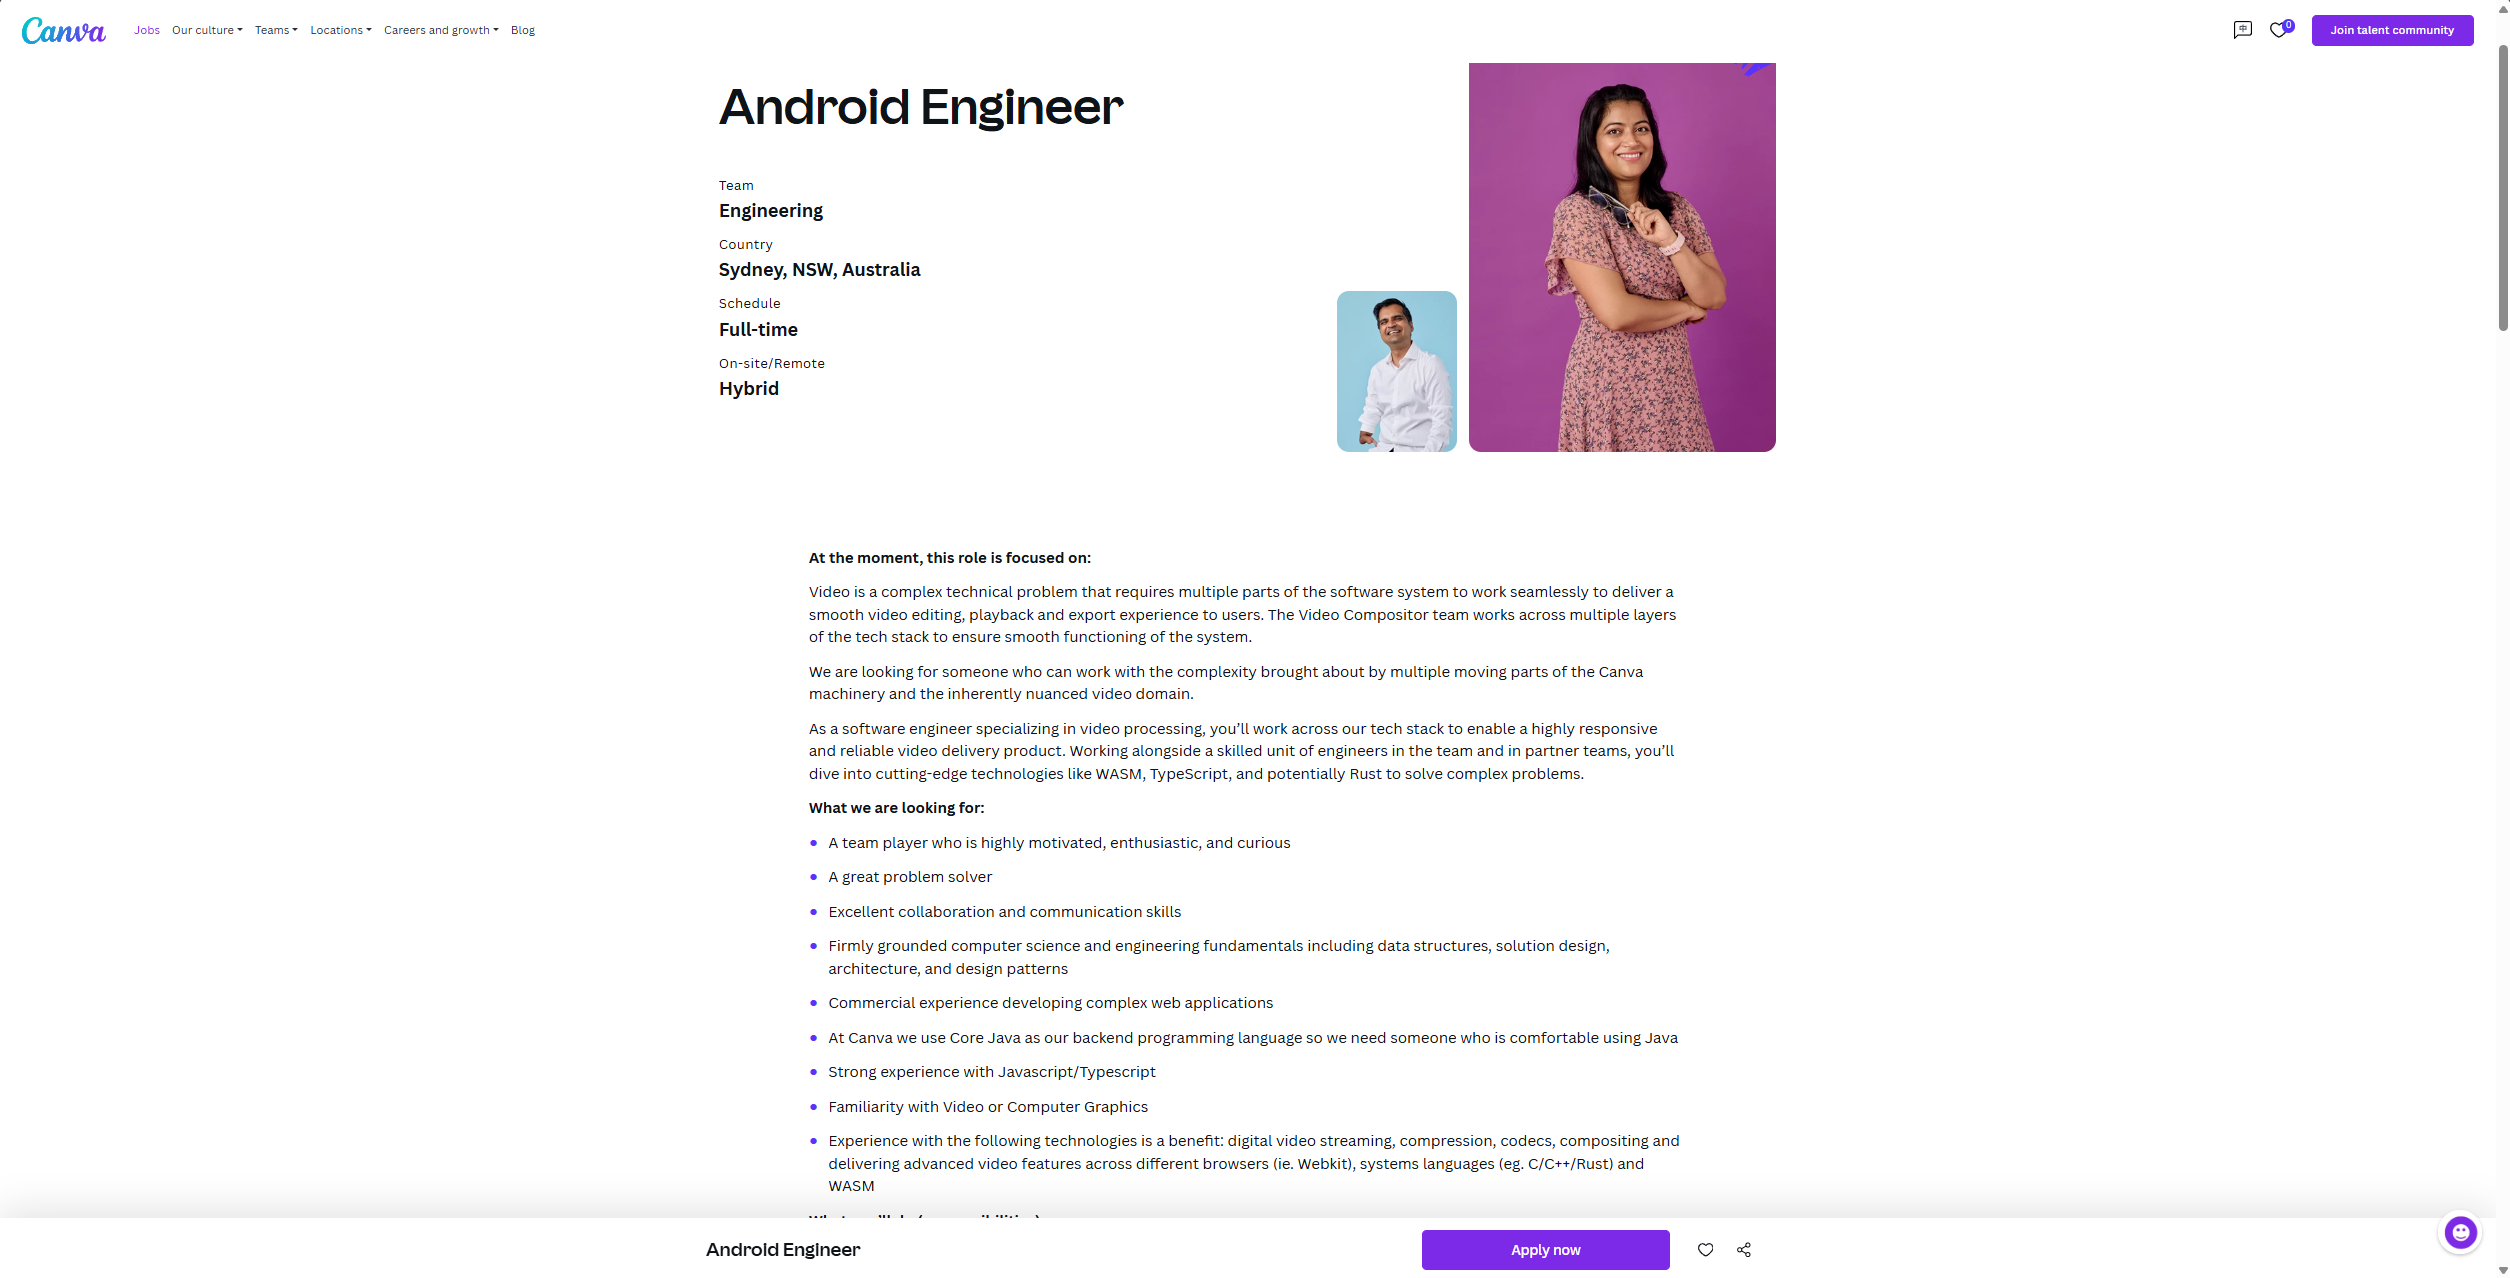 Canva
Jobs
Our culture
Teams
Locations
Careers and growth
Blog
中
0
Join talent community
Android Engineer
Team
Engineering
Country
Sydney, NSW, Australia
Schedule
Full-time
On-site/Remote
Hybrid
At the moment, this role is focused on:
Video is a complex technical problem that requires multiple parts of the software system to work seamlessly to deliver a
smooth video editing, playback and export experience to users. The Video Compositor team works across multiple layers
of the tech stack to ensure smooth functioning of the system.
We are looking for someone who can work with the complexity brought about by multiple moving parts of the Canva
machinery and the inherently nuanced video domain.
As a software engineer specializing in video processing, you’ll work across our tech stack to enable a highly responsive
and reliable video delivery product. Working alongside a skilled unit of engineers in the team and in partner teams, you’ll
dive into cutting-edge technologies like WASM, TypeScript, and potentially Rust to solve complex problems.
What we are looking for:
A team player who is highly motivated, enthusiastic, and curious
A great problem solver
Excellent collaboration and communication skills
Firmly grounded computer science and engineering fundamentals including data structures, solution design,
architecture, and design patterns
Commercial experience developing complex web applications
At Canva we use Core Java as our backend programming language so we need someone who is comfortable using Java
Strong experience with Javascript/Typescript
Familiarity with Video or Computer Graphics
Experience with the following technologies is a benefit: digital video streaming, compression, codecs, compositing and
delivering advanced video features across different browsers (ie. Webkit), systems languages (eg. C/C++/Rust) and
WASM
Android Engineer
Apply now